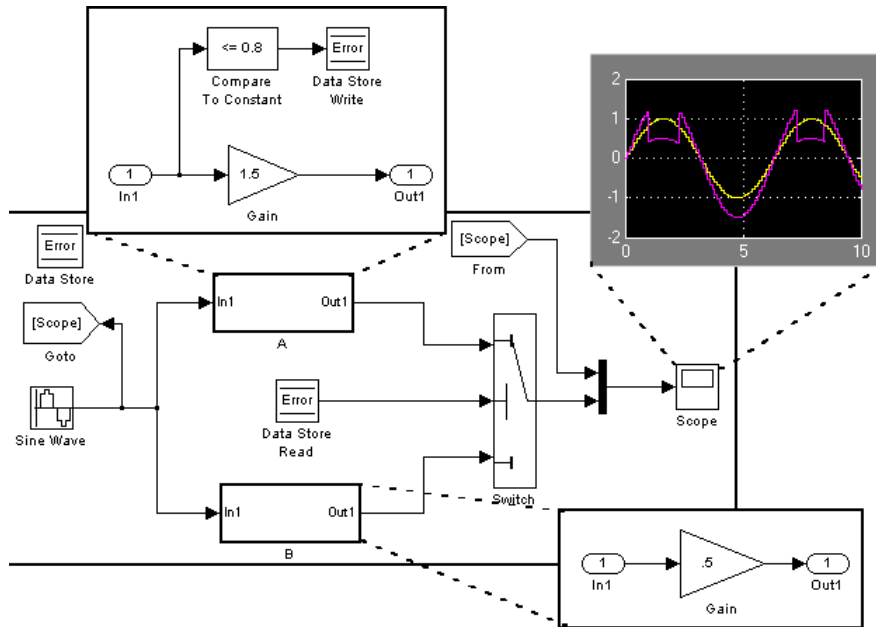 <= 0.8
Error
Compare
To Constant
Data Store
Write
1
In1
1.5
Gain
1
Out1
2
1
0
-1
-2
0
5
10
Error
Data Store
[Scope]
From
[Scope]
Goto
In1
Out1
A
Sine Wave
Error
Data Store
Read
Switch
Scope
In1
Out1
B
1
In1
.5
Gain
1
Out1